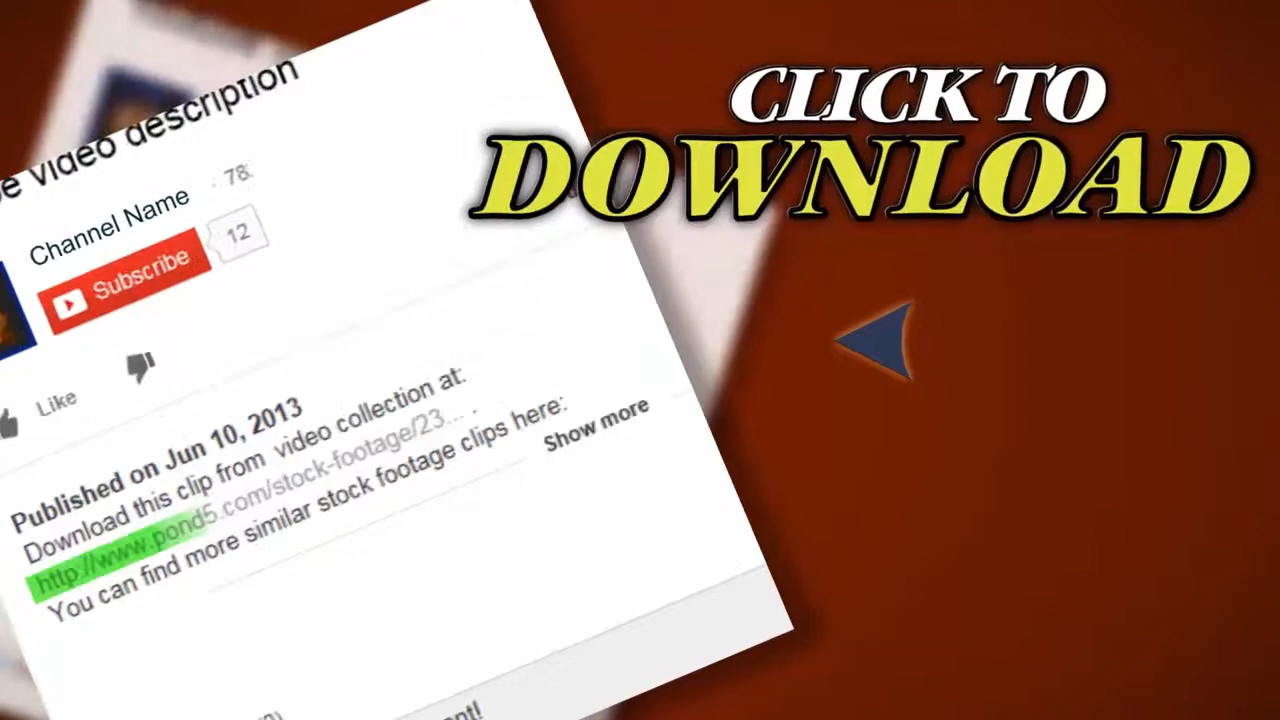 CLICK TO
DOWNLOAD
video description
Channel Name
78
Subscribe
12
Like
Published on Jun 10, 2013
Download this clip from video collection at:
http://www.pond5.com/stock-footage/23...
You can find more similar stock footage clips here:
Show more